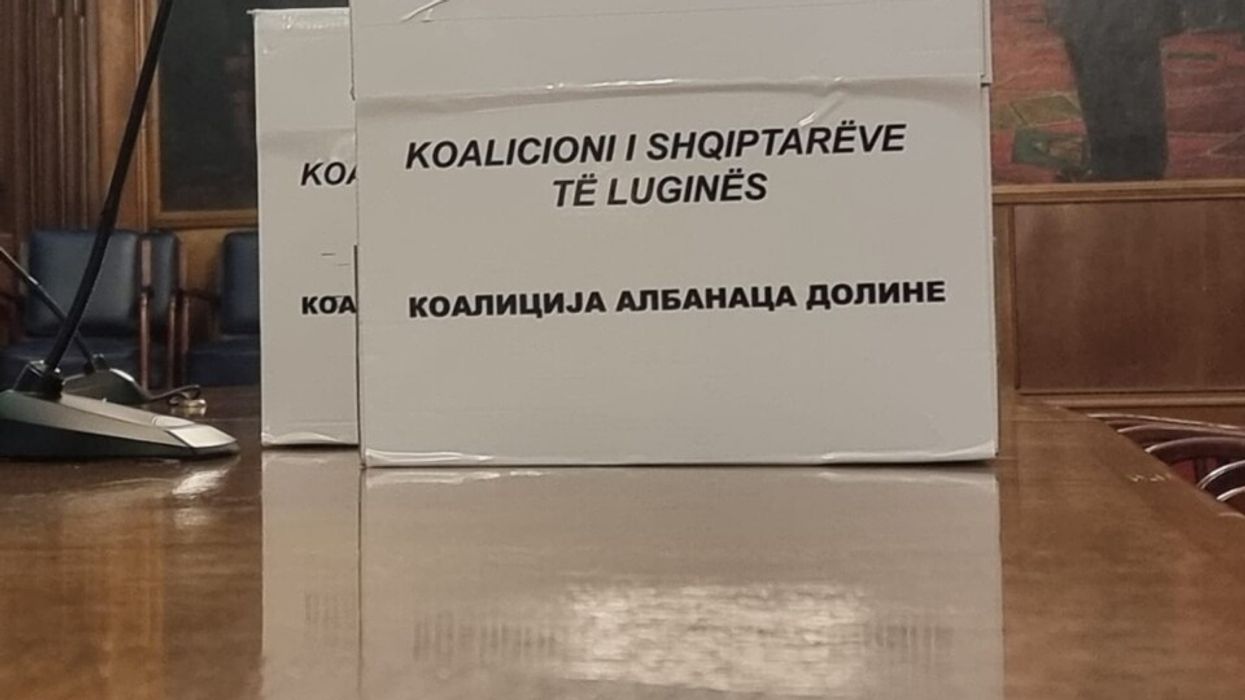 KOALICIONI I SHQIPTARËVE
TË LUGINËS
КОАЛИЦИЈА АЛБАНАЦА ДОЛИНЕ